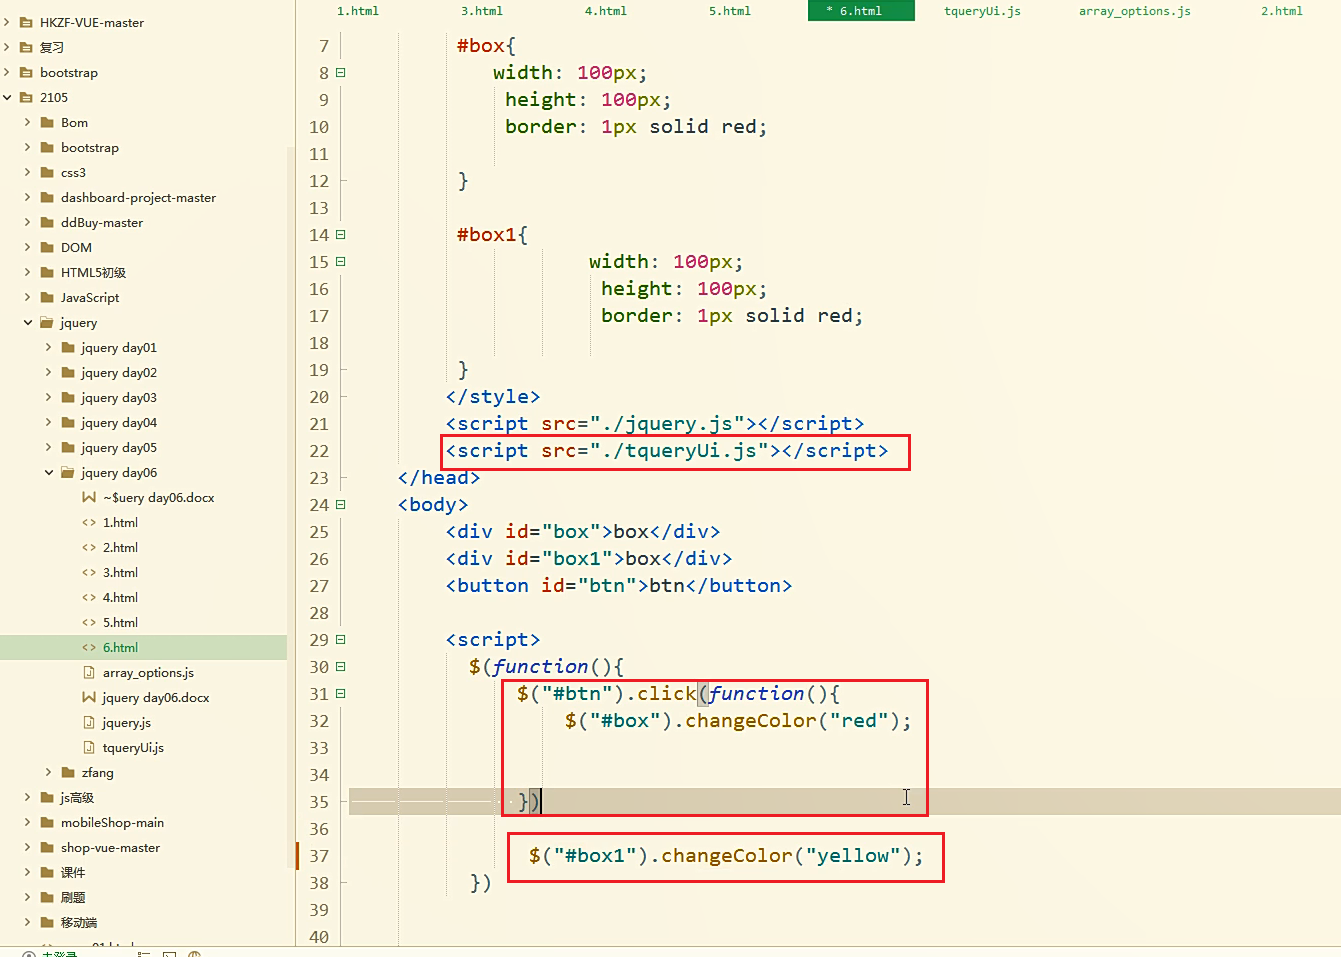 1.html 3.html 4.html 5.html * 6.html tqueryUi.js array_options.js 2.html
HKZF-VUE-master
复习
bootstrap
2105
Bom
bootstrap
css3
dashboard-project-master
ddBuy-master
DOM
HTML5初级
JavaScript
jquery
jquery day01
jquery day02
jquery day03
jquery day04
jquery day05
jquery day06
~$uery day06.docx
1.html
2.html
3.html
4.html
5.html
6.html
array_options.js
jquery day06.docx
jquery.js
tqueryUi.js
zfang
js高级
mobileShop-main
shop-vue-master
课件
刷题
移动端
未登录
7 #box{
8 width: 100px;
9 height: 100px;
10 border: 1px solid red;
11
12 }
13
14 #box1{
15 width: 100px;
16 height: 100px;
17 border: 1px solid red;
18
19 }
20 </style>
21 <script src="./jquery.js"></script>
22 <script src="./tqueryUi.js"></script>
23 </head>
24 <body>
25 <div id="box">box</div>
26 <div id="box1">box</div>
27 <button id="btn">btn</button>
28
29 <script>
30 $(function(){
31 $("#btn").click(function(){
32 $("#box").changeColor("red");
33
34
35 })
36
37 $("#box1").changeColor("yellow");
38 })
39
40